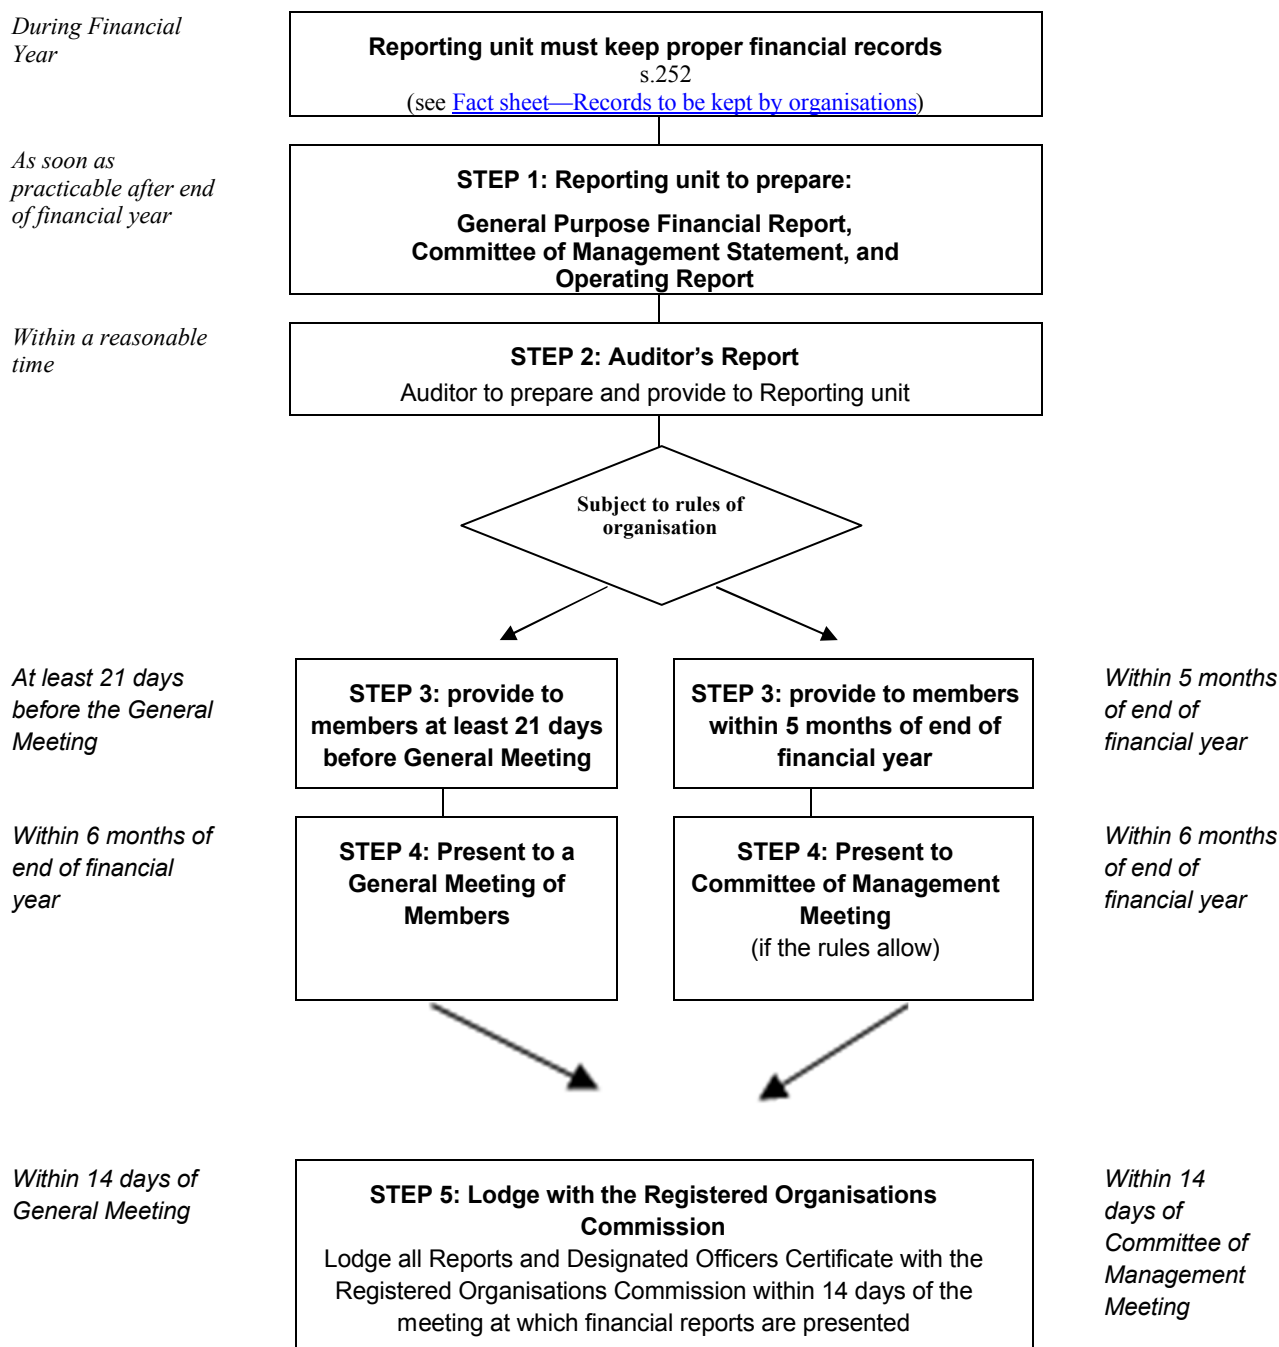 During Financial
Year
Reporting unit must keep proper financial records
s.252
(see Fact sheet—Records to be kept by organisations)
As soon as
practicable after end
of financial year
STEP 1: Reporting unit to prepare:
General Purpose Financial Report,
Committee of Management Statement, and
Operating Report
Within a reasonable
time
STEP 2: Auditor’s Report
Auditor to prepare and provide to Reporting unit
Subject to rules of
organisation
At least 21 days
before the General
Meeting
STEP 3: provide to
members at least 21 days
before General Meeting
STEP 3: provide to members
within 5 months of end of
financial year
Within 5 months
of end of
financial year
Within 6 months of
end of financial
year
STEP 4: Present to a
General Meeting of
Members
STEP 4: Present to
Committee of Management
Meeting
(if the rules allow)
Within 6 months
of end of
financial year
Within 14 days of
General Meeting
STEP 5: Lodge with the Registered Organisations
Commission
Lodge all Reports and Designated Officers Certificate with the
Registered Organisations Commission within 14 days of the
meeting at which financial reports are presented
Within 14
days of
Committee of
Management
Meeting